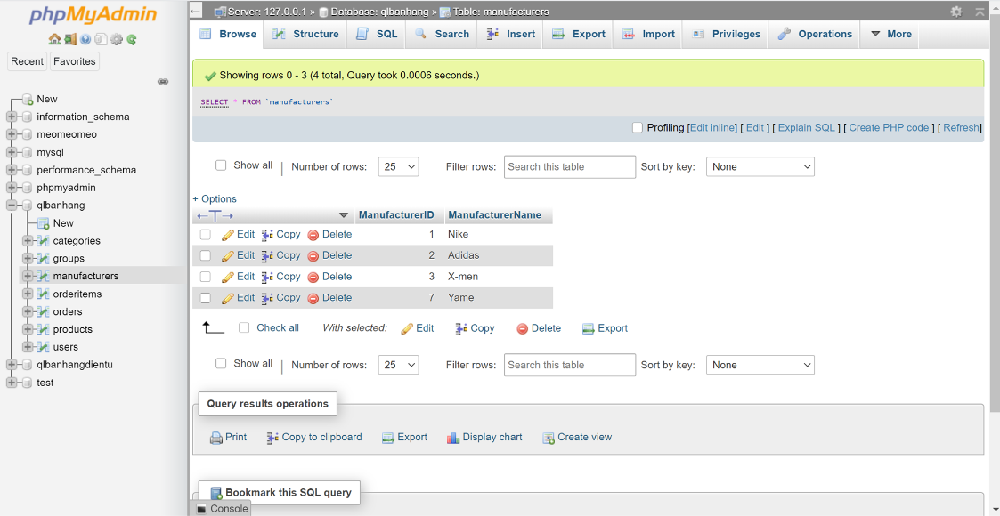 phpMyAdmin
Recent Favorites
New
information_schema
meomeomeo
mysql
performance_schema
phpmyadmin
qlbanhang
New
categories
groups
manufacturers
orderitems
orders
products
users
qlbanhangdientu
test
Server: 127.0.0.1 » Database: qlbanhang » Table: manufacturers
Browse Structure SQL Search Insert Export Import Privileges Operations More
Showing rows 0 - 3 (4 total, Query took 0.0006 seconds.)
SELECT * FROM `manufacturers`
Profiling [Edit inline] [ Edit ] [ Explain SQL ] [ Create PHP code ] [ Refresh]
Show all | Number of rows: 25 Filter rows: Search this table Sort by key: None
+ Options
←T→ ManufacturerID ManufacturerName
Edit Copy Delete 1 Nike
Edit Copy Delete 2 Adidas
Edit Copy Delete 3 X-men
Edit Copy Delete 7 Yame
Check all With selected: Edit Copy Delete Export
Show all | Number of rows: 25 Filter rows: Search this table Sort by key: None
Query results operations
Print Copy to clipboard Export Display chart Create view
Bookmark this SQL query
Console